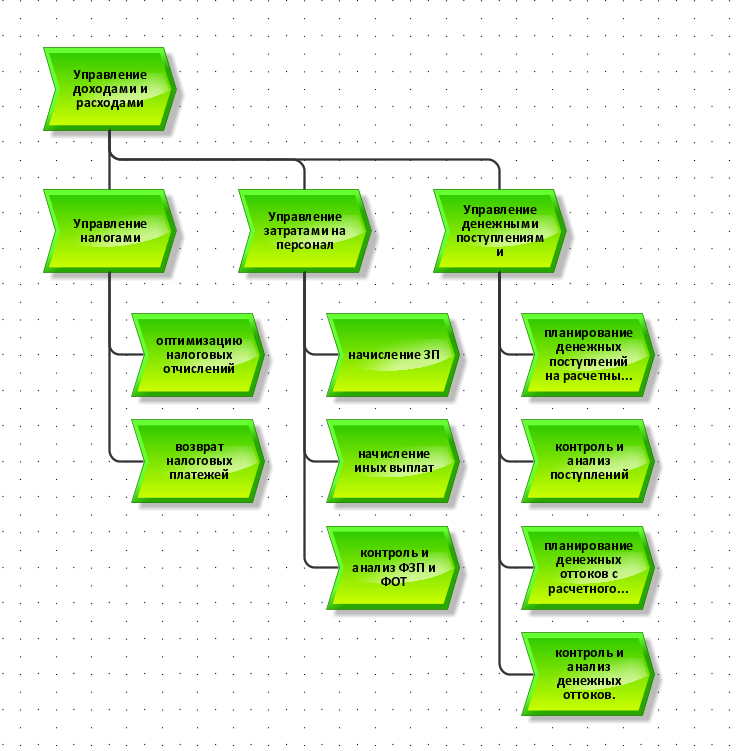 Управление
доходами и
расходами
Управление
налогами
Управление
затратами на
персонал
Управление
денежными
поступлениям
и
оптимизацию
налоговых
отчислений
возврат
налоговых
платежей
начисление ЗП
начисление
иных выплат
контроль и
анализ ФЗП и
ФОТ
планирование
денежных
поступлений
на расчетны...
контроль и
анализ
поступлений
планирование
денежных
оттоков с
расчетного...
контроль и
анализ
денежных
оттоков.